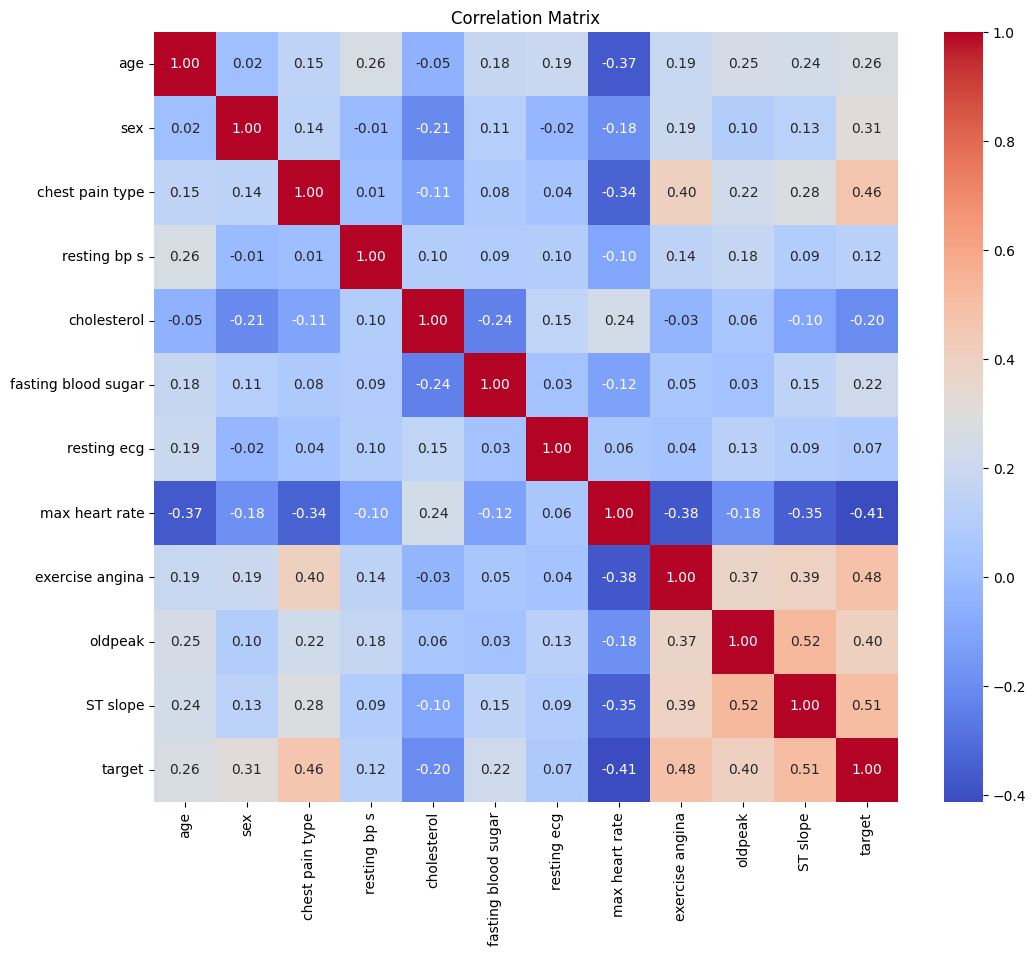 Correlation Matrix
age 1.00 0.02 0.15 0.26 -0.05 0.18 0.19 -0.37 0.19 0.25 0.24 0.26
sex 0.02 1.00 0.14 -0.01 -0.21 0.11 -0.02 -0.18 0.19 0.10 0.13 0.31
chest pain type 0.15 0.14 1.00 0.01 -0.11 0.08 0.04 -0.34 0.40 0.22 0.28 0.46
resting bp s 0.26 -0.01 0.01 1.00 0.10 0.09 0.10 -0.10 0.14 0.18 0.09 0.12
cholesterol -0.05 -0.21 -0.11 0.10 1.00 -0.24 0.15 0.24 -0.03 0.06 -0.10 -0.20
fasting blood sugar 0.18 0.11 0.08 0.09 -0.24 1.00 0.03 -0.12 0.05 0.03 0.15 0.22
resting ecg 0.19 -0.02 0.04 0.10 0.15 0.03 1.00 0.06 0.04 0.13 0.09 0.07
max heart rate -0.37 -0.18 -0.34 -0.10 0.24 -0.12 0.06 1.00 -0.38 -0.18 -0.35 -0.41
exercise angina 0.19 0.19 0.40 0.14 -0.03 0.05 0.04 -0.38 1.00 0.37 0.39 0.48
oldpeak 0.25 0.10 0.22 0.18 0.06 0.03 0.13 -0.18 0.37 1.00 0.52 0.40
ST slope 0.24 0.13 0.28 0.09 -0.10 0.15 0.09 -0.35 0.39 0.52 1.00 0.51
target 0.26 0.31 0.46 0.12 -0.20 0.22 0.07 -0.41 0.48 0.40 0.51 1.00
age
sex
chest pain type
resting bp s
cholesterol
fasting blood sugar
resting ecg
max heart rate
exercise angina
oldpeak
ST slope
target
1.0
0.8
0.6
0.4
0.2
0.0
−0.2
−0.4